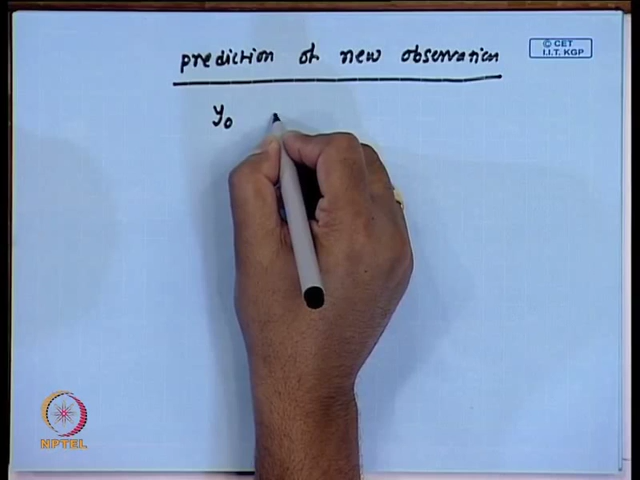 prediction of new observation
© CET
I.I.T. KGP
y₀
NPTEL